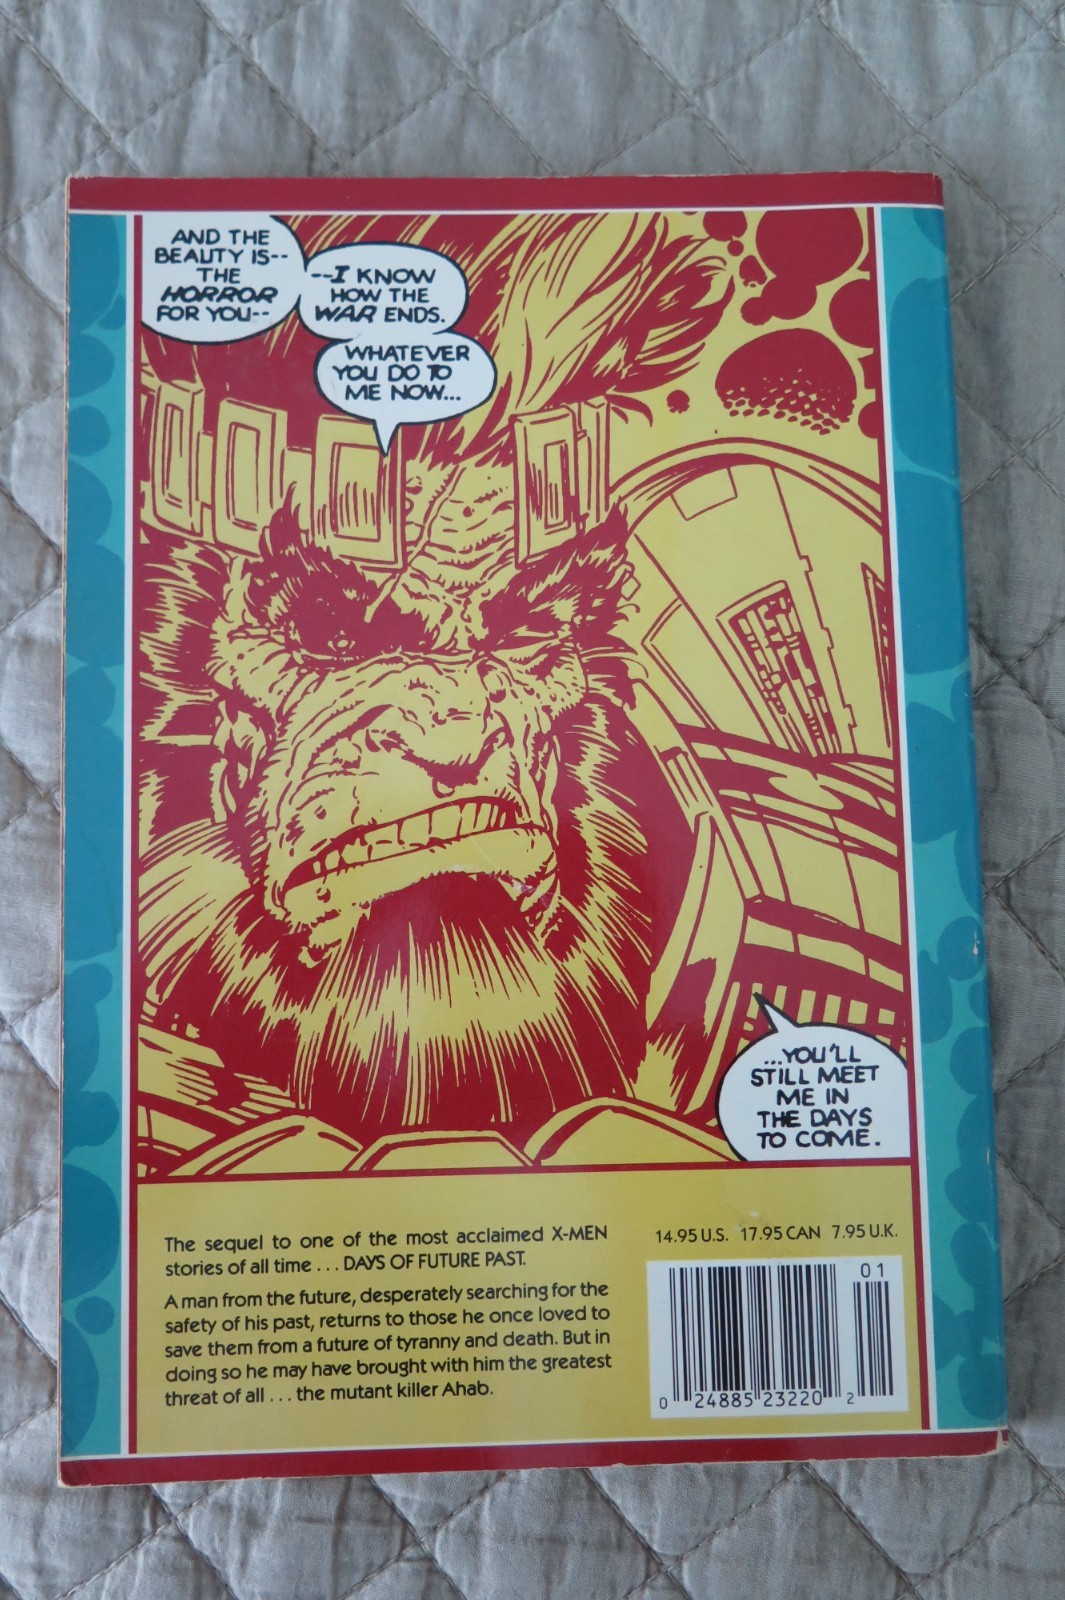 AND THE
BEAUTY IS--
THE
HORROR
FOR YOU--
--I KNOW
HOW THE
WAR ENDS.
WHATEVER
YOU DO TO
ME NOW...
...YOU'LL
STILL MEET
ME IN
THE DAYS
TO COME.
The sequel to one of the most acclaimed X-MEN
stories of all time . . . DAYS OF FUTURE PAST.
A man from the future, desperately searching for the
safety of his past, returns to those he once loved to
save them from a future of tyranny and death. But in
doing so he may have brought with him the greatest
threat of all . . . the mutant killer Ahab.
14.95 U.S. 17.95 CAN 7.95 U.K.
01
0 24885 23220 2